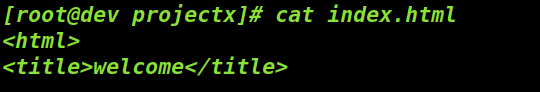 [root@dev projectx]# cat index.html
<html>
<title>welcome</title>